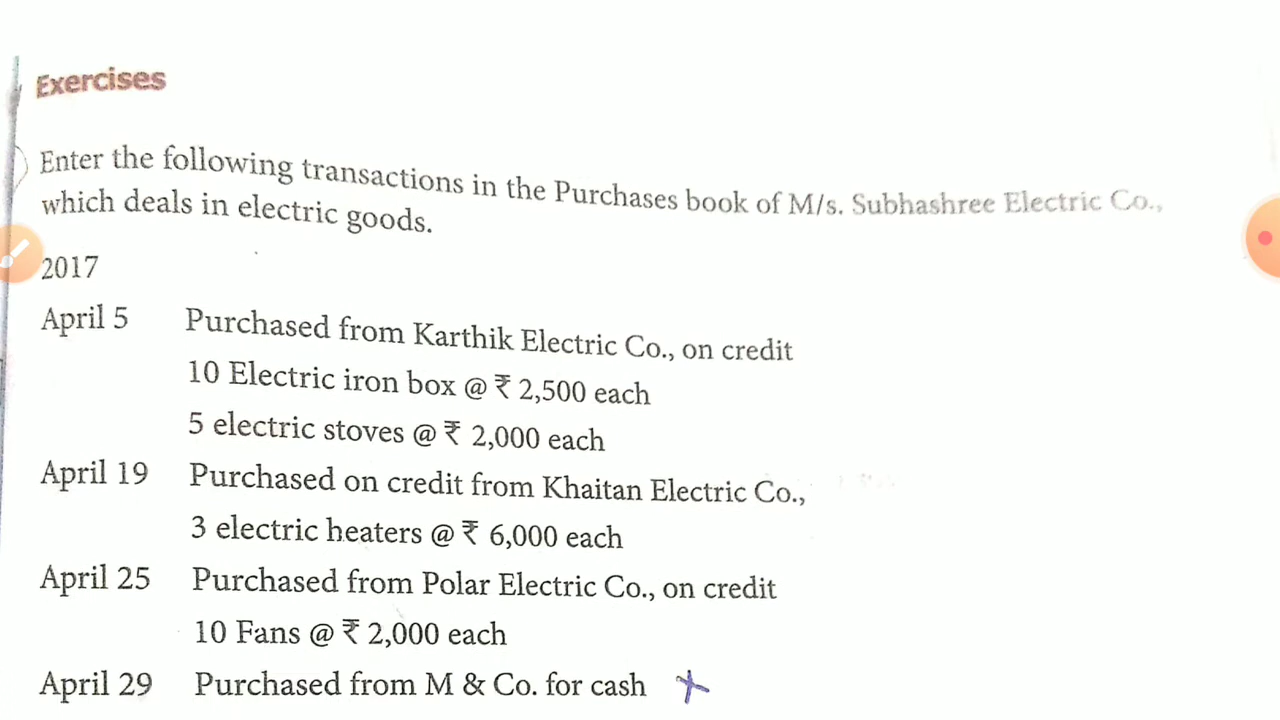 Exercises
Enter the following transactions in the Purchases book of M/s. Subhashree Electric Co.,
which deals in electric goods.
2017
April 5 Purchased from Karthik Electric Co., on credit
10 Electric iron box @ ₹ 2,500 each
5 electric stoves @ ₹ 2,000 each
April 19 Purchased on credit from Khaitan Electric Co.,
3 electric heaters @ ₹ 6,000 each
April 25 Purchased from Polar Electric Co., on credit
10 Fans @ ₹ 2,000 each
April 29 Purchased from M & Co. for cash